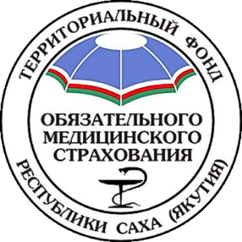 ТЕРРИТОРИАЛЬНЫЙ ФОНД
ОБЯЗАТЕЛЬНОГО
МЕДИЦИНСКОГО
СТРАХОВАНИЯ
РЕСПУБЛИКИ САХА (ЯКУТИЯ)